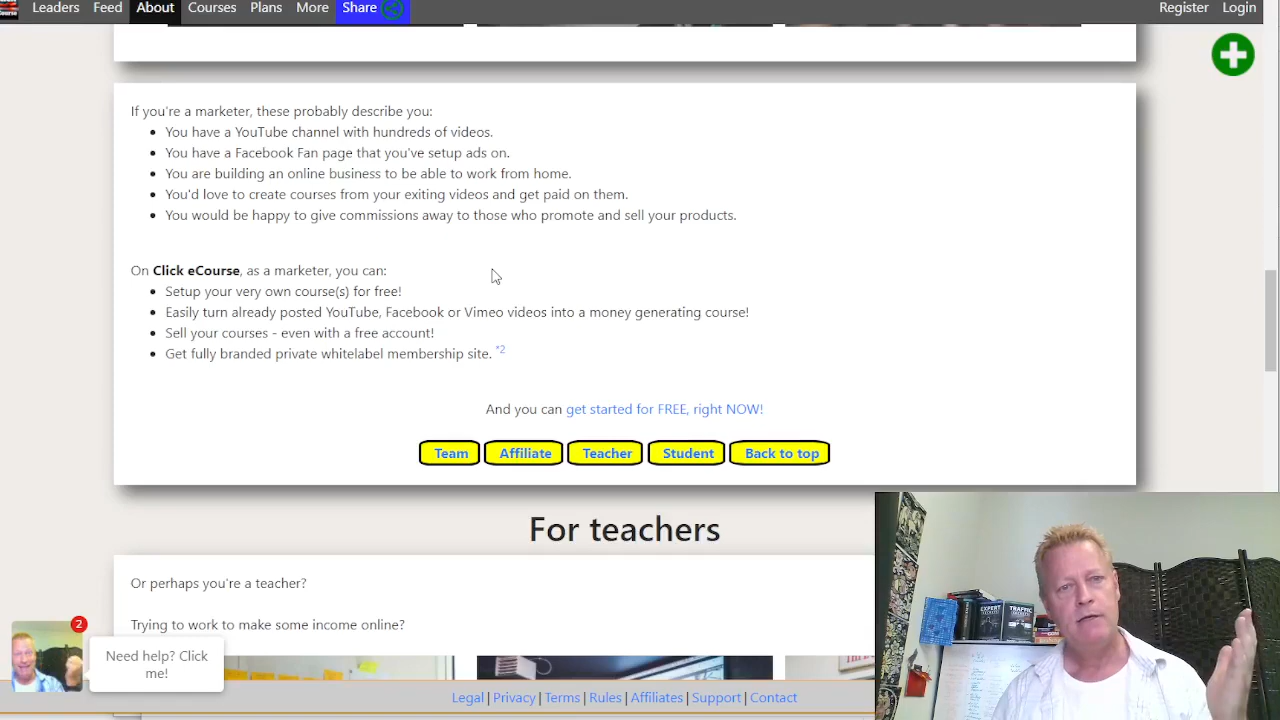 Leaders Feed About Courses Plans More Share Register Login
If you're a marketer, these probably describe you:
You have a YouTube channel with hundreds of videos.
You have a Facebook Fan page that you've setup ads on.
You are building an online business to be able to work from home.
You'd love to create courses from your exiting videos and get paid on them.
You would be happy to give commissions away to those who promote and sell your products.
On Click eCourse, as a marketer, you can:
Setup your very own course(s) for free!
Easily turn already posted YouTube, Facebook or Vimeo videos into a money generating course!
Sell your courses - even with a free account!
Get fully branded private whitelabel membership site. *2
And you can get started for FREE, right NOW!
Team Affiliate Teacher Student Back to top
For teachers
Or perhaps you're a teacher?
Trying to work to make some income online?
2
Need help? Click
me!
EXPERT
TRAFFIC
Legal | Privacy | Terms | Rules | Affiliates | Support | Contact